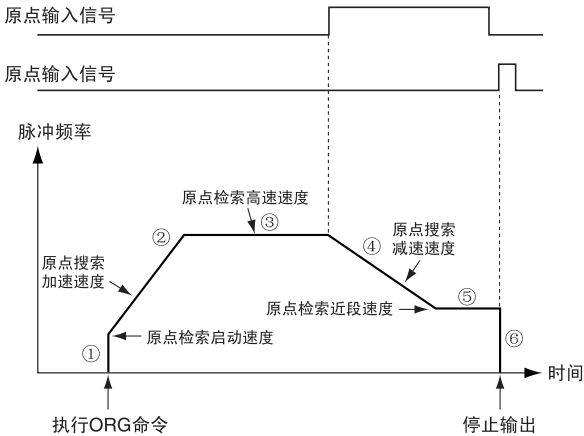 原点输入信号
原点输入信号
脉冲频率
原点检索高速速度
③
②
原点搜索
加速速度
④
原点搜索
减速速度
原点检索近段速度
⑤
①
原点检索启动速度
⑥
时间
执行ORG命令
停止输出